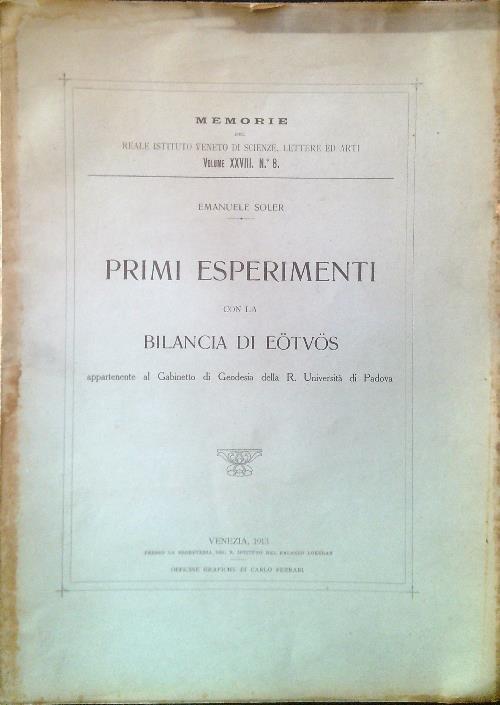 MEMORIE
DEL
REALE ISTITUTO VENETO DI SCIENZE, LETTERE ED ARTI
VOLUME XXVIII. N.° 8.
EMANUELE SOLER
PRIMI ESPERIMENTI
CON LA
BILANCIA DI EÖTVÖS
appartenente al Gabinetto di Geodesia della R. Università di Padova
VENEZIA, 1913
PRESSO LA SEGRETERIA DEL R. ISTITUTO NEL PALAZZO LOREDAN
OFFICINE GRAFICHE DI CARLO FERRARI